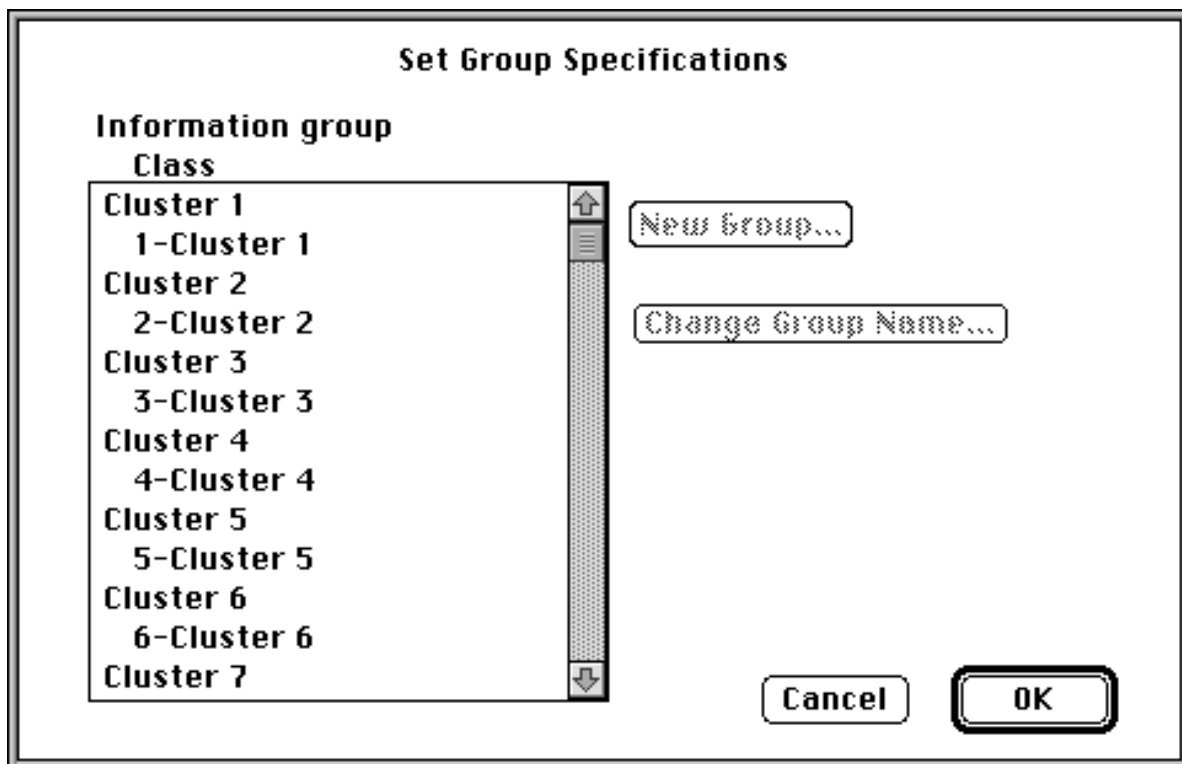 Set Group Specifications
Information group
Class
Cluster 1
1-Cluster 1
Cluster 2
2-Cluster 2
Cluster 3
3-Cluster 3
Cluster 4
4-Cluster 4
Cluster 5
5-Cluster 5
Cluster 6
6-Cluster 6
Cluster 7
New Group...
Change Group Name...
Cancel
OK